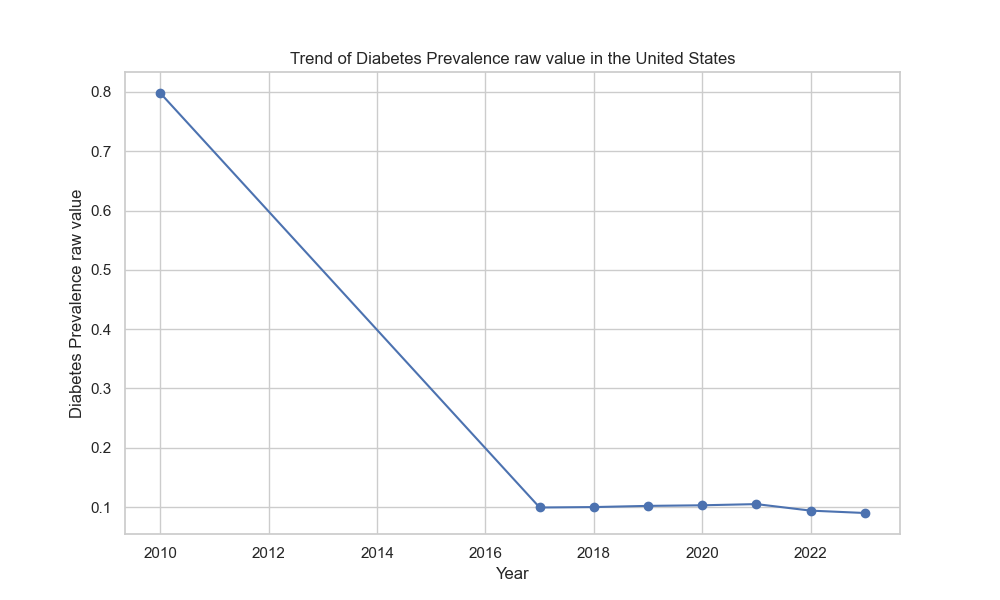 Trend of Diabetes Prevalence raw value in the United States
Diabetes Prevalence raw value
0.8
0.7
0.6
0.5
0.4
0.3
0.2
0.1
2010 2012 2014 2016 2018 2020 2022
Year